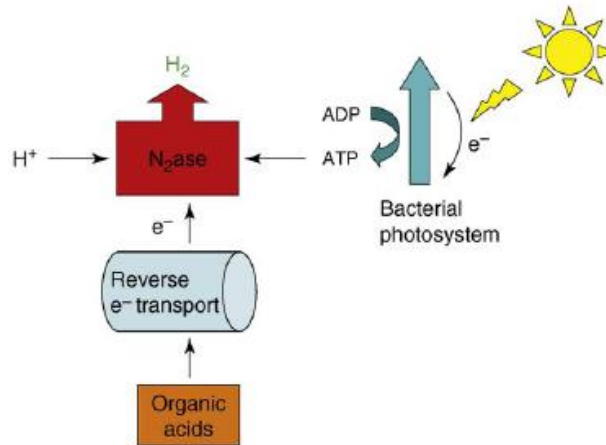 H₂
ADP
H⁺
N₂ase
ATP
e⁻
Bacterial
photosystem
e⁻
Reverse
e⁻ transport
Organic
acids